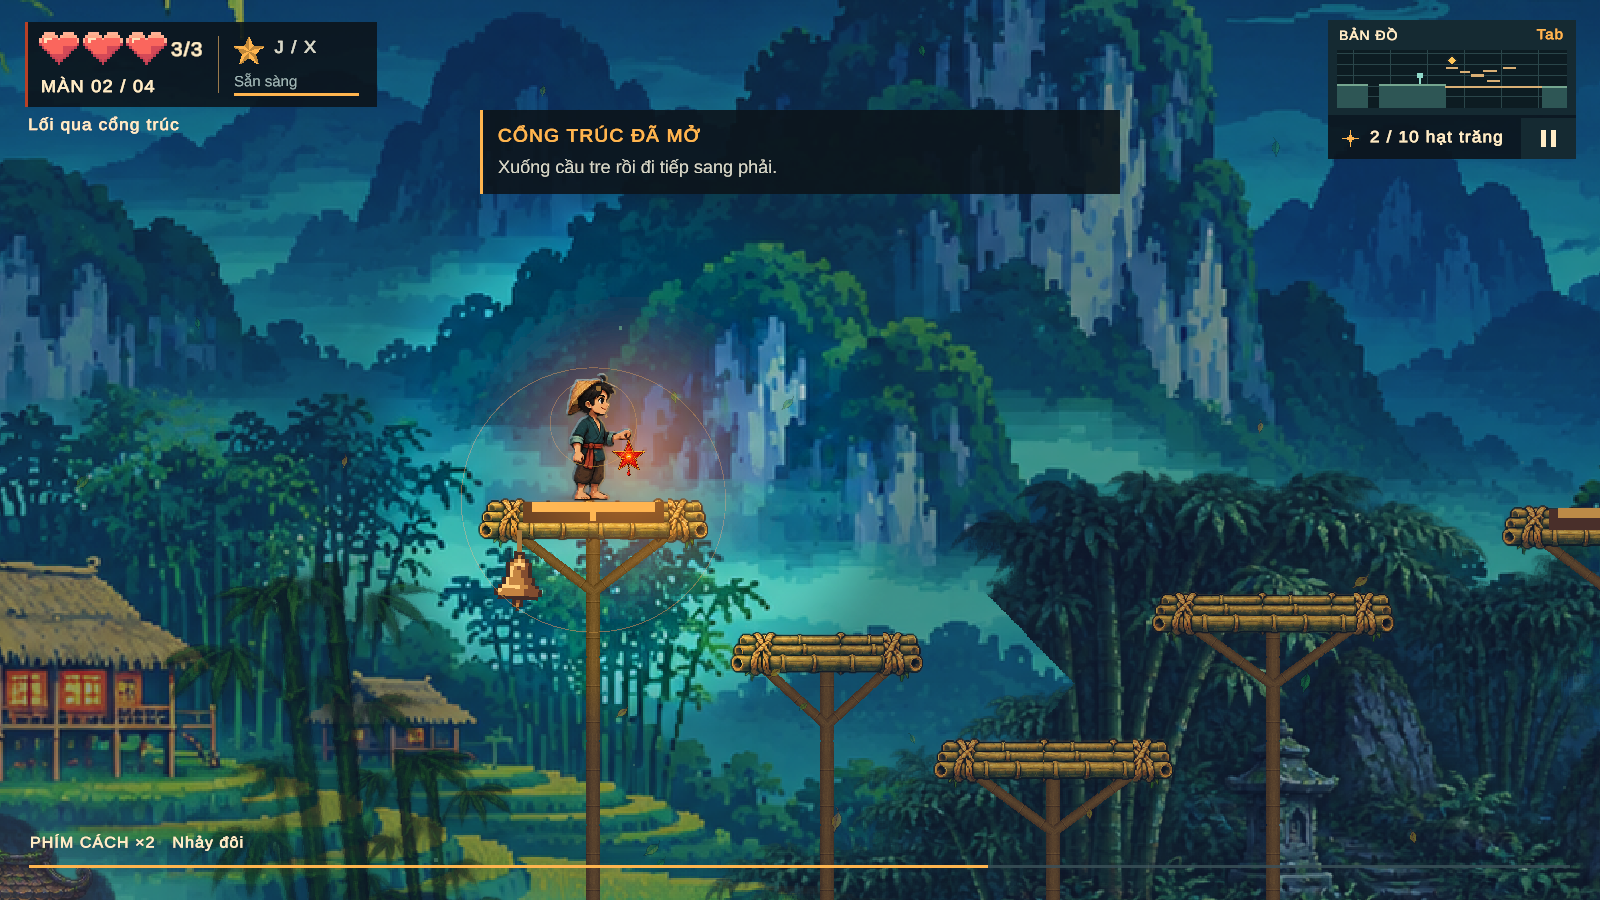 3/3
J / X
Sẵn sàng
MÀN 02 / 04
Lối qua cổng trúc
CỔNG TRÚC ĐÃ MỞ
Xuống cầu tre rồi đi tiếp sang phải.
BẢN ĐỒ Tab
2 / 10 hạt trăng
PHÍM CÁCH ×2 Nhảy đôi